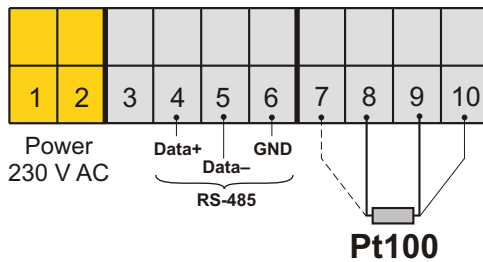 1 2 3 4 5 6 7 8 9 10
Power
230 V AC
Data+
Data–
GND
RS-485
Pt100